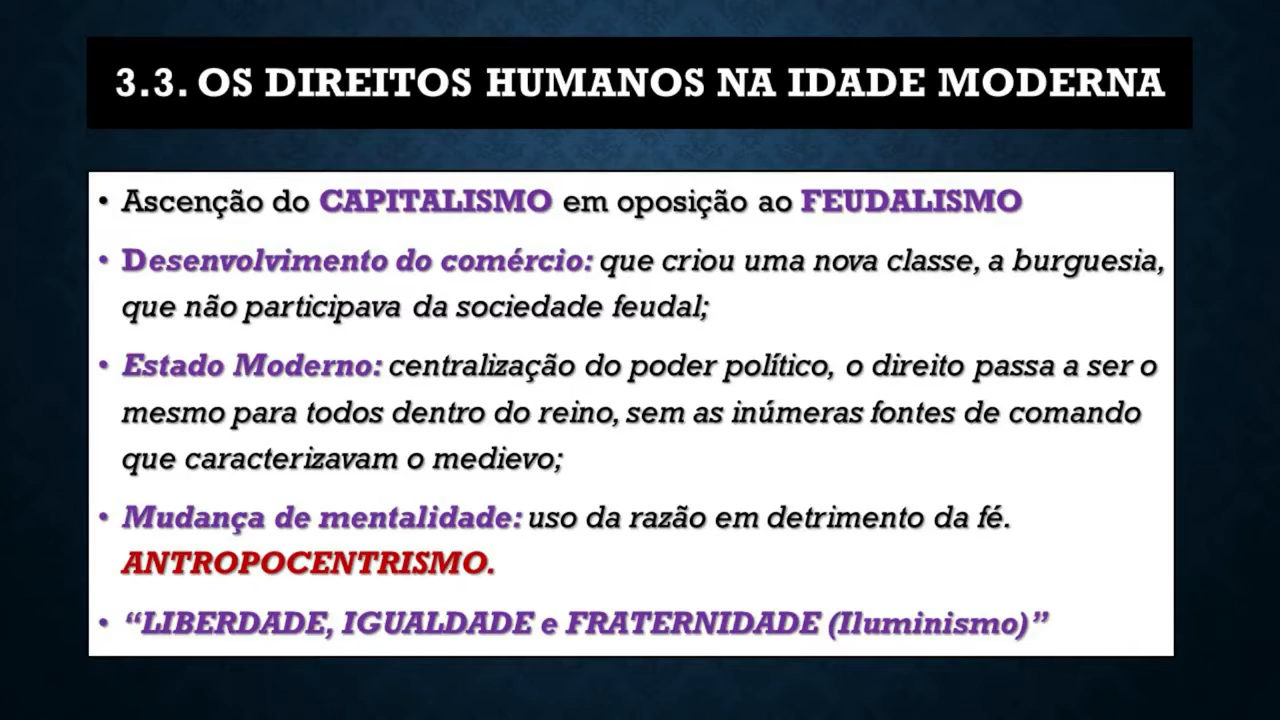 3.3. OS DIREITOS HUMANOS NA IDADE MODERNA
• Ascenção do CAPITALISMO em oposição ao FEUDALISMO
• Desenvolvimento do comércio: que criou uma nova classe, a burguesia,
que não participava da sociedade feudal;
• Estado Moderno: centralização do poder político, o direito passa a ser o
mesmo para todos dentro do reino, sem as inúmeras fontes de comando
que caracterizavam o medievo;
• Mudança de mentalidade: uso da razão em detrimento da fé.
ANTROPOCENTRISMO.
• “LIBERDADE, IGUALDADE e FRATERNIDADE (Iluminismo)”